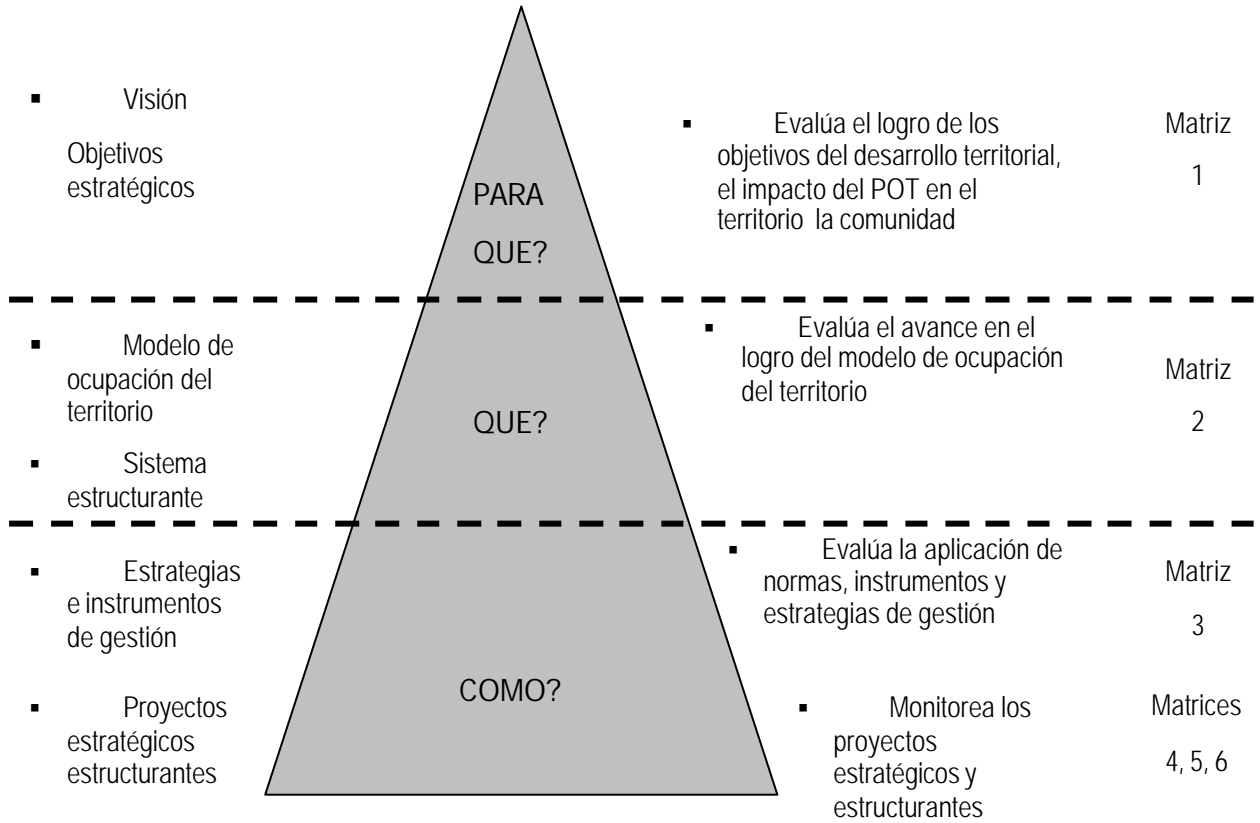 ▪ Visión
Objetivos
estratégicos
PARA
QUE?
▪ Evalúa el logro de los
objetivos del desarrollo territorial,
el impacto del POT en el
territorio la comunidad
Matriz
1
▪ Modelo de
ocupación del
territorio
▪ Sistema
estructurante
QUE?
▪ Evalúa el avance en el
logro del modelo de ocupación
del territorio
Matriz
2
▪ Estrategias
e instrumentos
de gestión
▪ Proyectos
estratégicos
estructurantes
COMO?
▪ Evalúa la aplicación de
normas, instrumentos y
estrategias de gestión
Matriz
3
▪ Monitorea los
proyectos
estratégicos y
estructurantes
Matrices
4, 5, 6